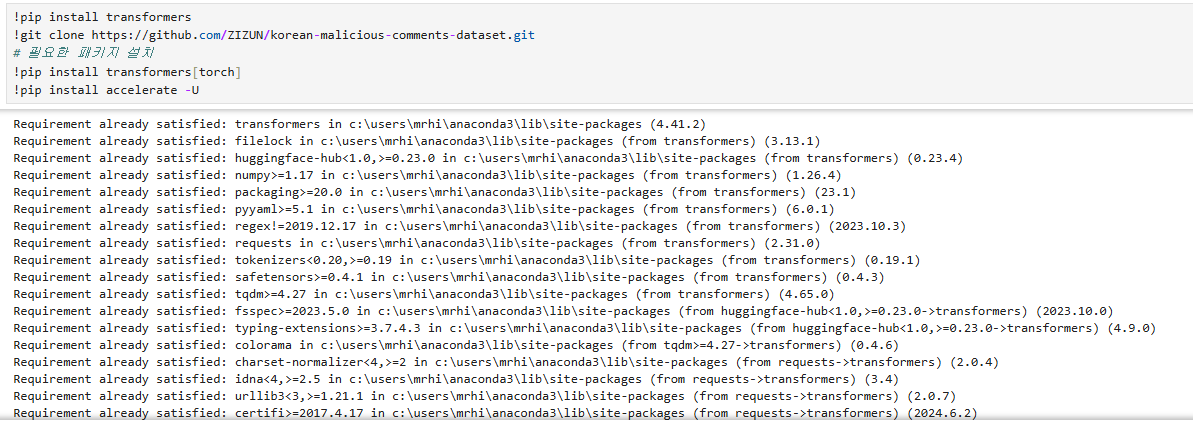 !pip install transformers
!git clone https://github.com/ZIZUN/korean-malicious-comments-dataset.git
# 필요한 패키지 설치
!pip install transformers[torch]
!pip install accelerate -U
Requirement already satisfied: transformers in c:\users\mrhi\anaconda3\lib\site-packages (4.41.2)
Requirement already satisfied: filelock in c:\users\mrhi\anaconda3\lib\site-packages (from transformers) (3.13.1)
Requirement already satisfied: huggingface-hub<1.0,>=0.23.0 in c:\users\mrhi\anaconda3\lib\site-packages (from transformers) (0.23.4)
Requirement already satisfied: numpy>=1.17 in c:\users\mrhi\anaconda3\lib\site-packages (from transformers) (1.26.4)
Requirement already satisfied: packaging>=20.0 in c:\users\mrhi\anaconda3\lib\site-packages (from transformers) (23.1)
Requirement already satisfied: pyyaml>=5.1 in c:\users\mrhi\anaconda3\lib\site-packages (from transformers) (6.0.1)
Requirement already satisfied: regex!=2019.12.17 in c:\users\mrhi\anaconda3\lib\site-packages (from transformers) (2023.10.3)
Requirement already satisfied: requests in c:\users\mrhi\anaconda3\lib\site-packages (from transformers) (2.31.0)
Requirement already satisfied: tokenizers<0.20,>=0.19 in c:\users\mrhi\anaconda3\lib\site-packages (from transformers) (0.19.1)
Requirement already satisfied: safetensors>=0.4.1 in c:\users\mrhi\anaconda3\lib\site-packages (from transformers) (0.4.3)
Requirement already satisfied: tqdm>=4.27 in c:\users\mrhi\anaconda3\lib\site-packages (from transformers) (4.65.0)
Requirement already satisfied: fsspec>=2023.5.0 in c:\users\mrhi\anaconda3\lib\site-packages (from huggingface-hub<1.0,>=0.23.0->transformers) (2023.10.0)
Requirement already satisfied: typing-extensions>=3.7.4.3 in c:\users\mrhi\anaconda3\lib\site-packages (from huggingface-hub<1.0,>=0.23.0->transformers) (4.9.0)
Requirement already satisfied: colorama in c:\users\mrhi\anaconda3\lib\site-packages (from tqdm>=4.27->transformers) (0.4.6)
Requirement already satisfied: charset-normalizer<4,>=2 in c:\users\mrhi\anaconda3\lib\site-packages (from requests->transformers) (2.0.4)
Requirement already satisfied: idna<4,>=2.5 in c:\users\mrhi\anaconda3\lib\site-packages (from requests->transformers) (3.4)
Requirement already satisfied: urllib3<3,>=1.21.1 in c:\users\mrhi\anaconda3\lib\site-packages (from requests->transformers) (2.0.7)
Requirement already satisfied: certifi>=2017.4.17 in c:\users\mrhi\anaconda3\lib\site-packages (from requests->transformers) (2024.6.2)